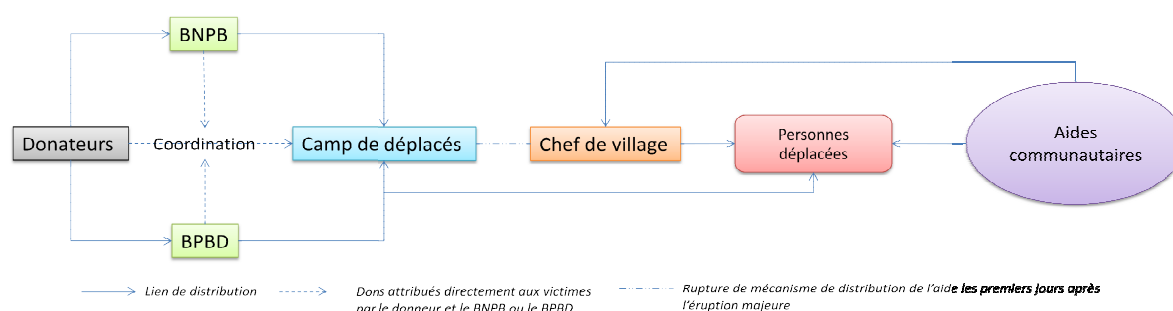 BNPB
Donateurs
Coordination
Camp de déplacés
Chef de village
Personnes
déplacées
Aides
communautaires
BPBD
Lien de distribution
Dons attribués directement aux victimes
par le donneur et le BNPB ou le BPBD
Rupture de mécanisme de distribution de l'aide les premiers jours après
l'éruption majeure